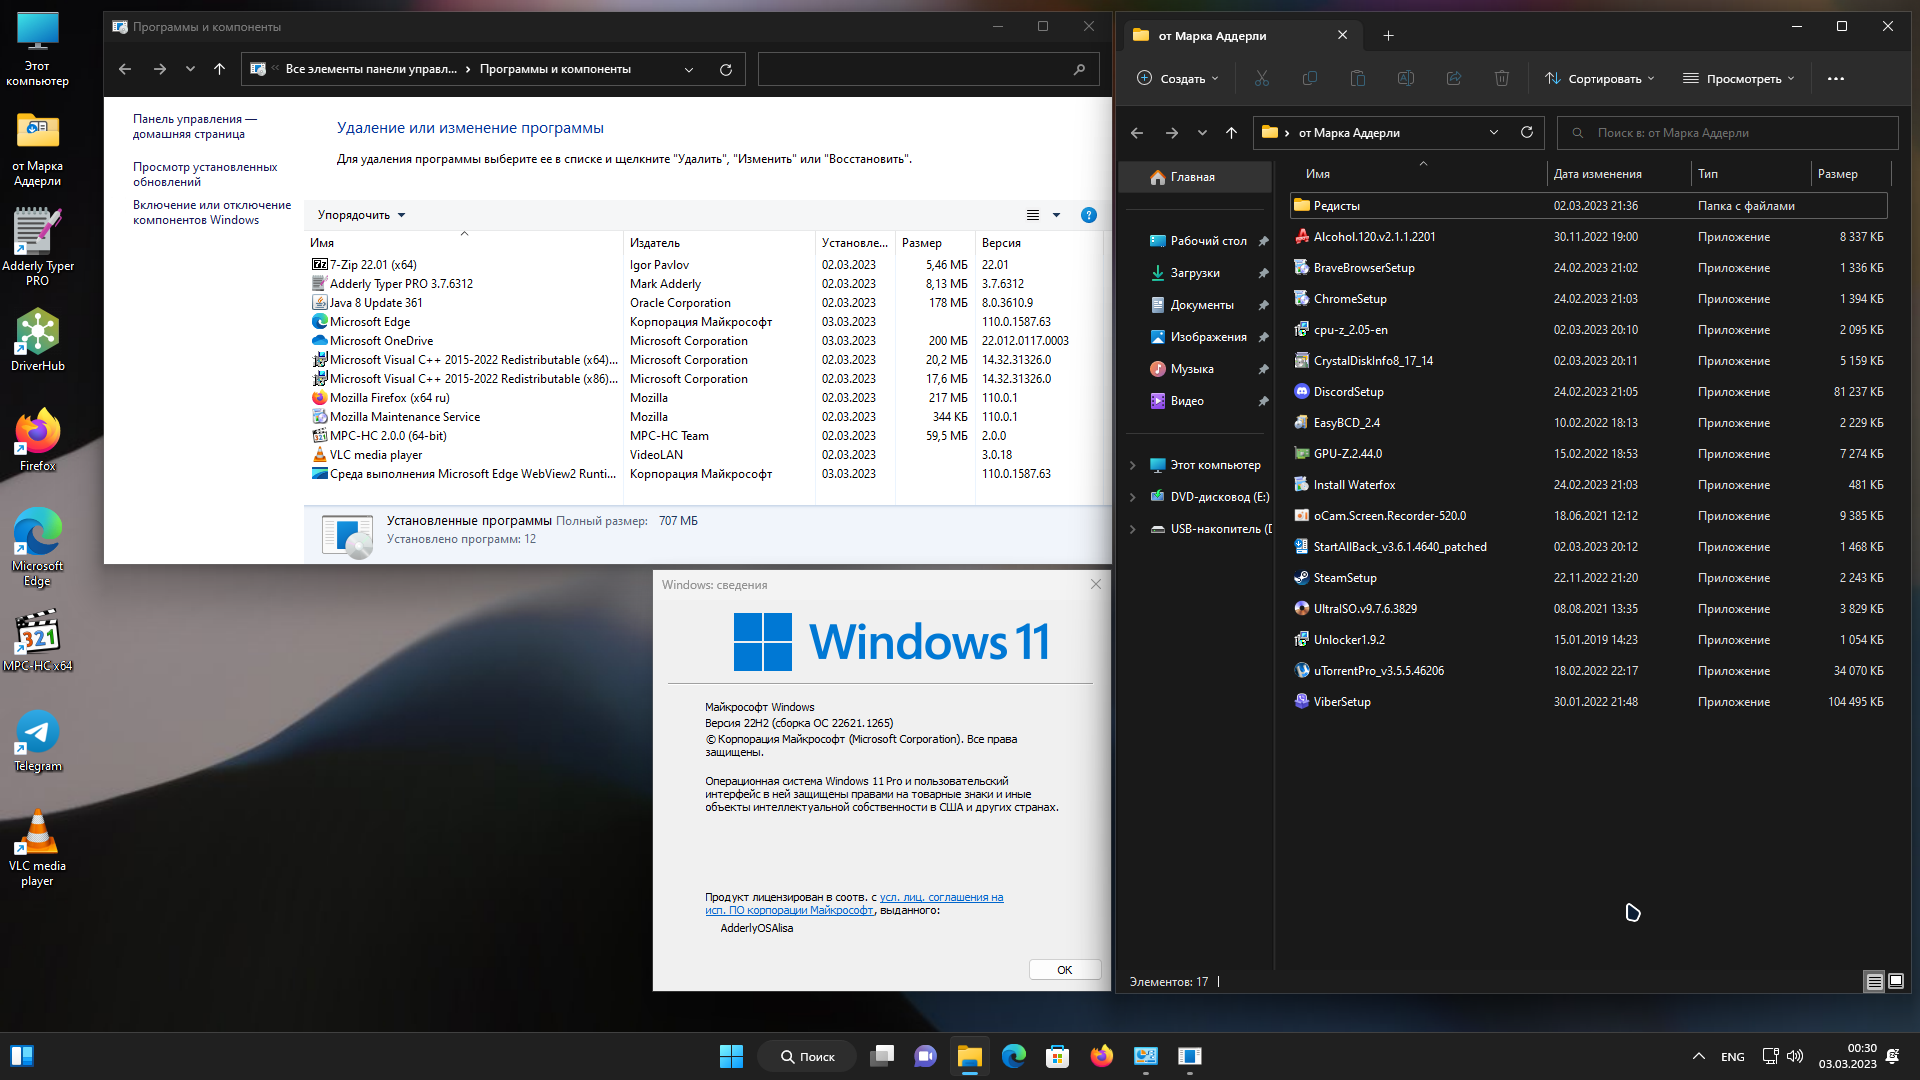 Этот
компьютер
от Марка
Аддерли
Adderly Typer
PRO
DriverHub
Firefox
Microsoft
Edge
321
MPC-HC x64
Telegram
VLC media
player
Программы и компоненты
Все элементы панели управл... › Программы и компоненты
Панель управления —
домашняя страница
Просмотр установленных
обновлений
Включение или отключение
компонентов Windows
Удаление или изменение программы
Для удаления программы выберите ее в списке и щелкните "Удалить", "Изменить" или "Восстановить".
Упорядочить
Имя Издатель Установле... Размер Версия
7-Zip 22.01 (x64) Igor Pavlov 02.03.2023 5,46 МБ 22.01
Adderly Typer PRO 3.7.6312 Mark Adderly 02.03.2023 8,13 МБ 3.7.6312
Java 8 Update 361 Oracle Corporation 02.03.2023 178 МБ 8.0.3610.9
Microsoft Edge Корпорация Майкрософт 03.03.2023 110.0.1587.63
Microsoft OneDrive Microsoft Corporation 03.03.2023 200 МБ 22.012.0117.0003
Microsoft Visual C++ 2015-2022 Redistributable (x64)... Microsoft Corporation 02.03.2023 20,2 МБ 14.32.31326.0
Microsoft Visual C++ 2015-2022 Redistributable (x86)... Microsoft Corporation 02.03.2023 17,6 МБ 14.32.31326.0
Mozilla Firefox (x64 ru) Mozilla 02.03.2023 217 МБ 110.0.1
Mozilla Maintenance Service Mozilla 02.03.2023 344 КБ 110.0.1
MPC-HC 2.0.0 (64-bit) MPC-HC Team 02.03.2023 59,5 МБ 2.0.0
VLC media player VideoLAN 02.03.2023 3.0.18
Среда выполнения Microsoft Edge WebView2 Runti... Корпорация Майкрософт 03.03.2023 110.0.1587.63
Установленные программы Полный размер: 707 МБ
Установлено программ: 12
Windows: сведения
Windows 11
Майкрософт Windows
Версия 22H2 (сборка ОС 22621.1265)
© Корпорация Майкрософт (Microsoft Corporation). Все права
защищены.
Операционная система Windows 11 Pro и пользовательский
интерфейс в ней защищены правами на товарные знаки и иные
объекты интеллектуальной собственности в США и других странах.
Продукт лицензирован в соотв. с усл. лиц. соглашения на
исп. ПО корпорации Майкрософт, выданного:
AdderlyOSAlisa
ОК
от Марка Аддерли
Создать Сортировать Просмотреть
от Марка Аддерли Поиск в: от Марка Аддерли
Главная
Рабочий стол
Загрузки
Документы
Изображения
Музыка
Видео
Этот компьютер
DVD-дисковод (E:)
USB-накопитель (D
Имя Дата изменения Тип Размер
Редисты 02.03.2023 21:36 Папка с файлами
Alcohol.120.v2.1.1.2201 30.11.2022 19:00 Приложение 8 337 КБ
BraveBrowserSetup 24.02.2023 21:02 Приложение 1 336 КБ
ChromeSetup 24.02.2023 21:03 Приложение 1 394 КБ
cpu-z_2.05-en 02.03.2023 20:10 Приложение 2 095 КБ
CrystalDiskInfo8_17_14 02.03.2023 20:11 Приложение 5 159 КБ
DiscordSetup 24.02.2023 21:05 Приложение 81 237 КБ
EasyBCD_2.4 10.02.2022 18:13 Приложение 2 229 КБ
GPU-Z.2.44.0 15.02.2022 18:53 Приложение 7 274 КБ
Install Waterfox 24.02.2023 21:03 Приложение 481 КБ
oCam.Screen.Recorder-520.0 18.06.2021 12:12 Приложение 9 385 КБ
StartAllBack_v3.6.1.4640_patched 02.03.2023 20:12 Приложение 1 468 КБ
SteamSetup 22.11.2022 21:20 Приложение 2 243 КБ
UltraISO.v9.7.6.3829 08.08.2021 13:35 Приложение 3 829 КБ
Unlocker1.9.2 15.01.2019 14:23 Приложение 1 054 КБ
uTorrentPro_v3.5.5.46206 18.02.2022 22:17 Приложение 34 070 КБ
ViberSetup 30.01.2022 21:48 Приложение 104 495 КБ
Элементов: 17
Поиск
ENG
00:30
03.03.2023